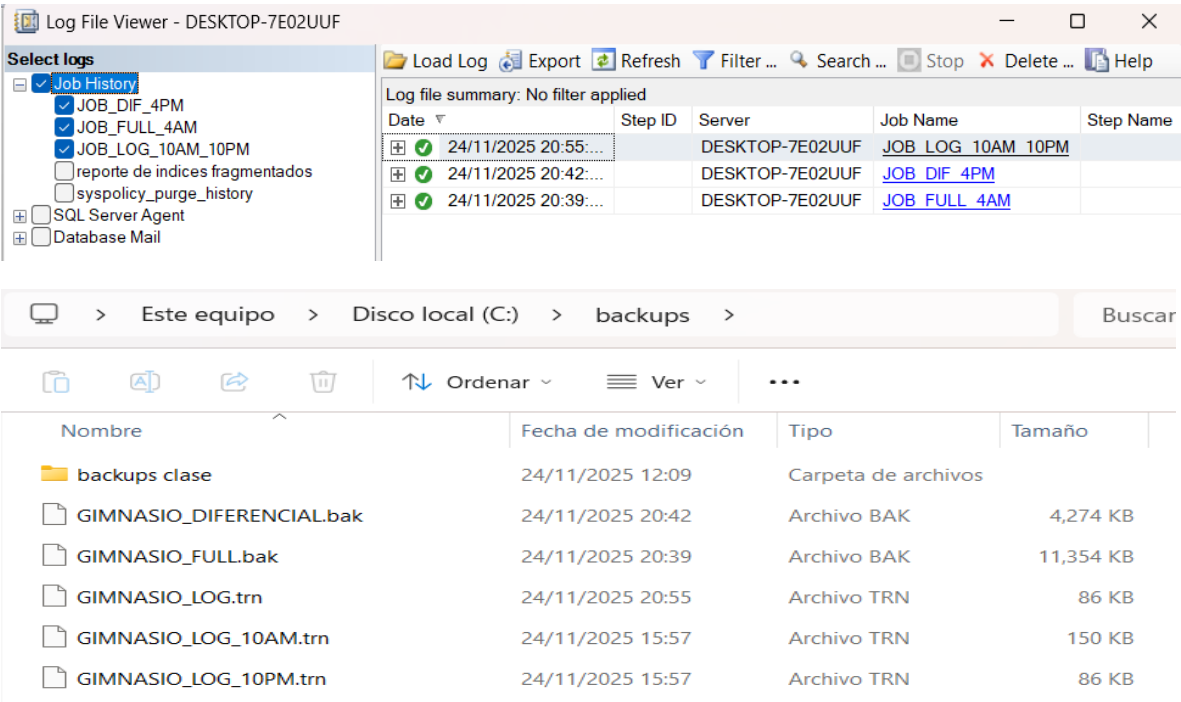 Log File Viewer - DESKTOP-7E02UUF
Select logs
Job History
JOB_DIF_4PM
JOB_FULL_4AM
JOB_LOG_10AM_10PM
reporte de indices fragmentados
syspolicy_purge_history
SQL Server Agent
Database Mail
Load Log Export Refresh Filter ... Search ... Stop Delete ... Help
Log file summary: No filter applied
Date Step ID Server Job Name Step Name
24/11/2025 20:55:... DESKTOP-7E02UUF JOB_LOG_10AM_10PM
24/11/2025 20:42:... DESKTOP-7E02UUF JOB_DIF_4PM
24/11/2025 20:39:... DESKTOP-7E02UUF JOB_FULL_4AM
> Este equipo > Disco local (C:) > backups > Buscar
Ordenar Ver ...
Nombre Fecha de modificación Tipo Tamaño
backups clase 24/11/2025 12:09 Carpeta de archivos
GIMNASIO_DIFERENCIAL.bak 24/11/2025 20:42 Archivo BAK 4,274 KB
GIMNASIO_FULL.bak 24/11/2025 20:39 Archivo BAK 11,354 KB
GIMNASIO_LOG.trn 24/11/2025 20:55 Archivo TRN 86 KB
GIMNASIO_LOG_10AM.trn 24/11/2025 15:57 Archivo TRN 150 KB
GIMNASIO_LOG_10PM.trn 24/11/2025 15:57 Archivo TRN 86 KB